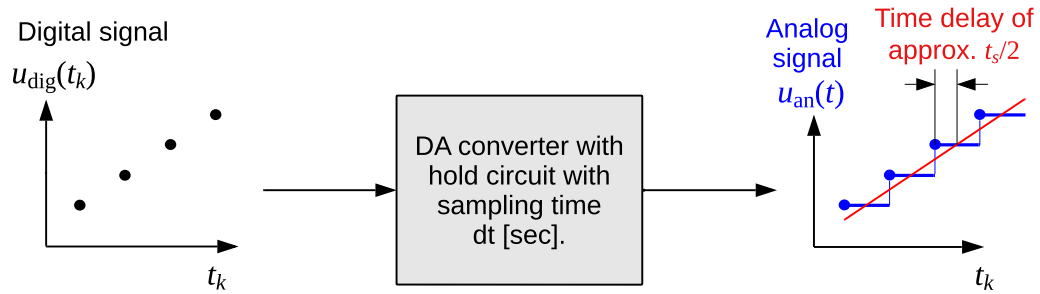 Digital signal
u_dig(t_k)
t_k
DA converter with
hold circuit with
sampling time
dt [sec].
Analog
signal
u_an(t)
Time delay of
approx. t_s/2
t_k